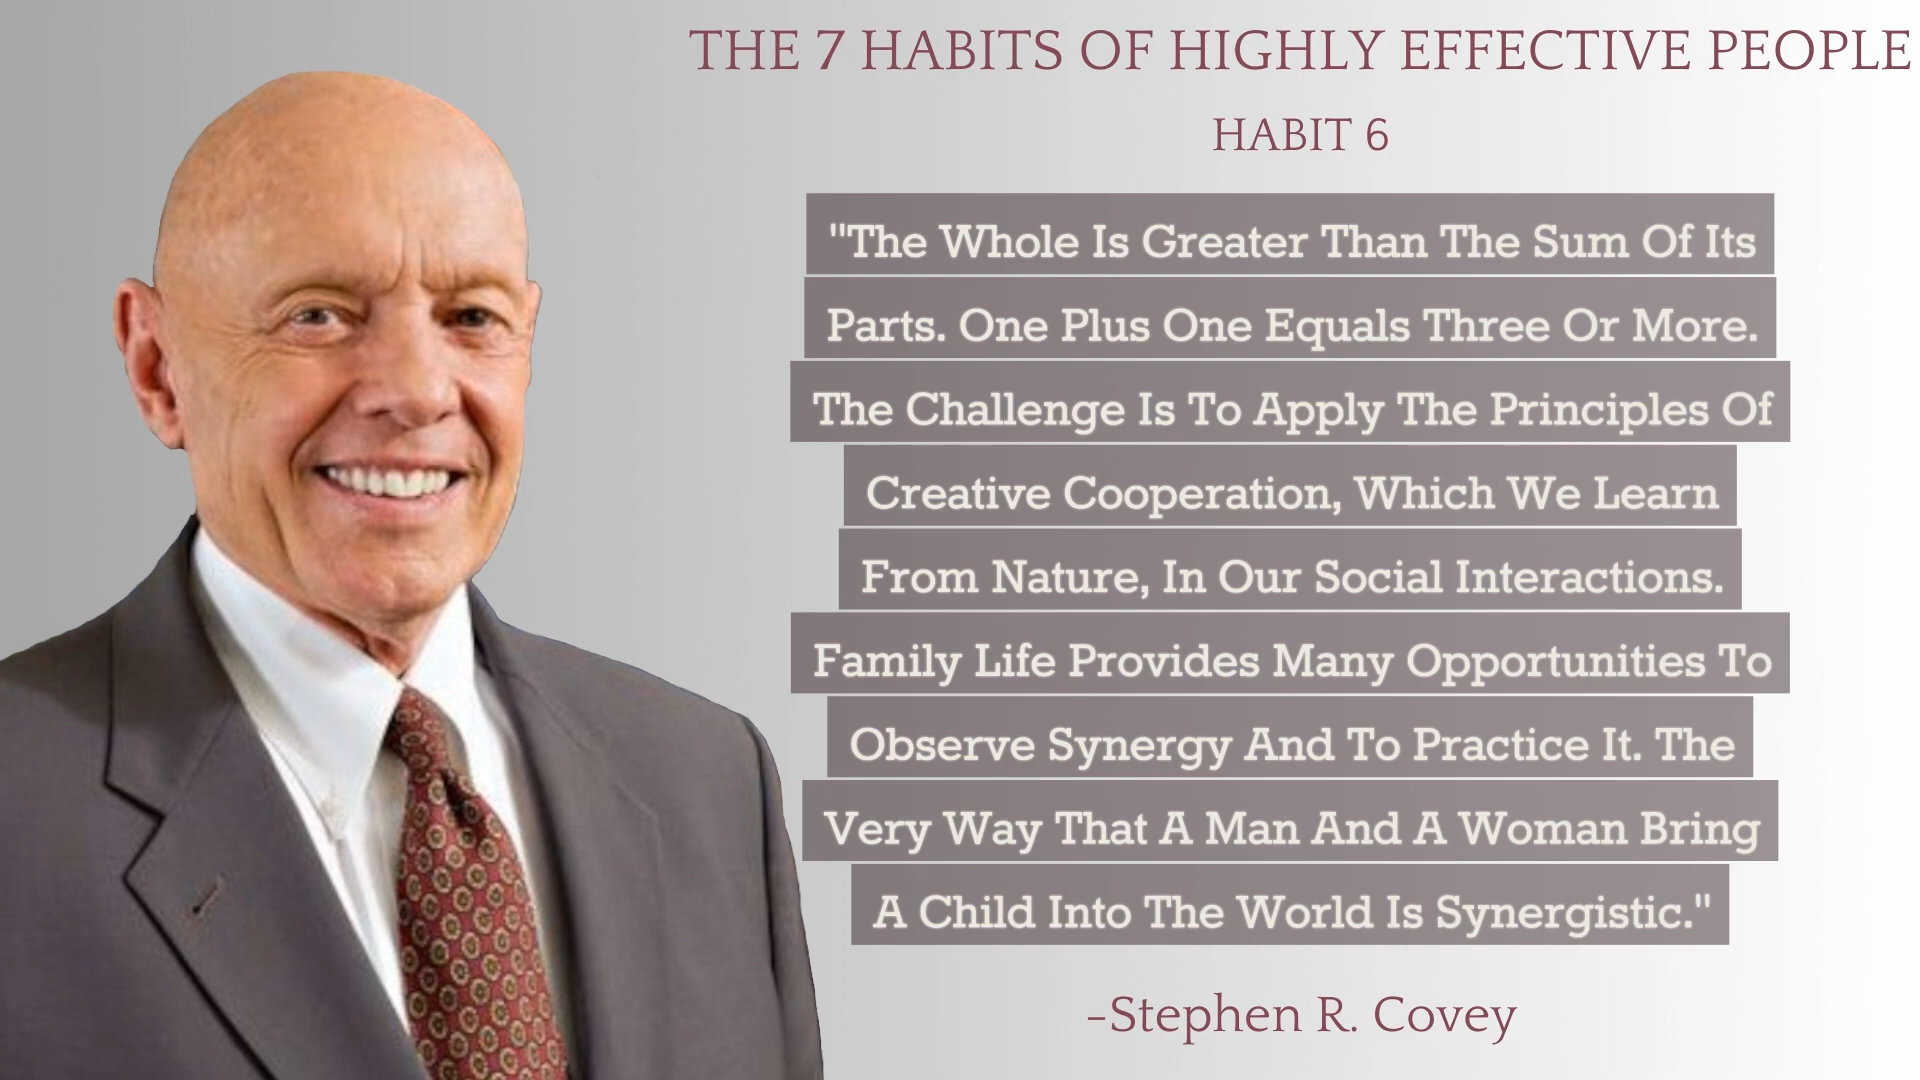 THE 7 HABITS OF HIGHLY EFFECTIVE PEOPLE
HABIT 6
"The Whole Is Greater Than The Sum Of Its
Parts. One Plus One Equals Three Or More.
The Challenge Is To Apply The Principles Of
Creative Cooperation, Which We Learn
From Nature, In Our Social Interactions.
Family Life Provides Many Opportunities To
Observe Synergy And To Practice It. The
Very Way That A Man And A Woman Bring
A Child Into The World Is Synergistic."
-Stephen R. Covey